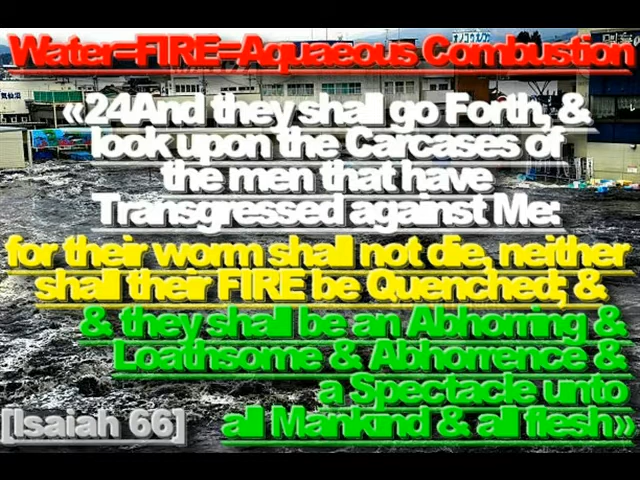 Water=FIRE=Aquaeous Combustion
«24And they shall go Forth, &
look upon the Carcases of
the men that have
Transgressed against Me:
for their worm shall not die, neither
shall their FIRE be Quenched; &
& they shall be an Abhorring &
Loathsome & Abhorrence &
a Spectacle unto
[Isaiah 66] all Mankind & all flesh»